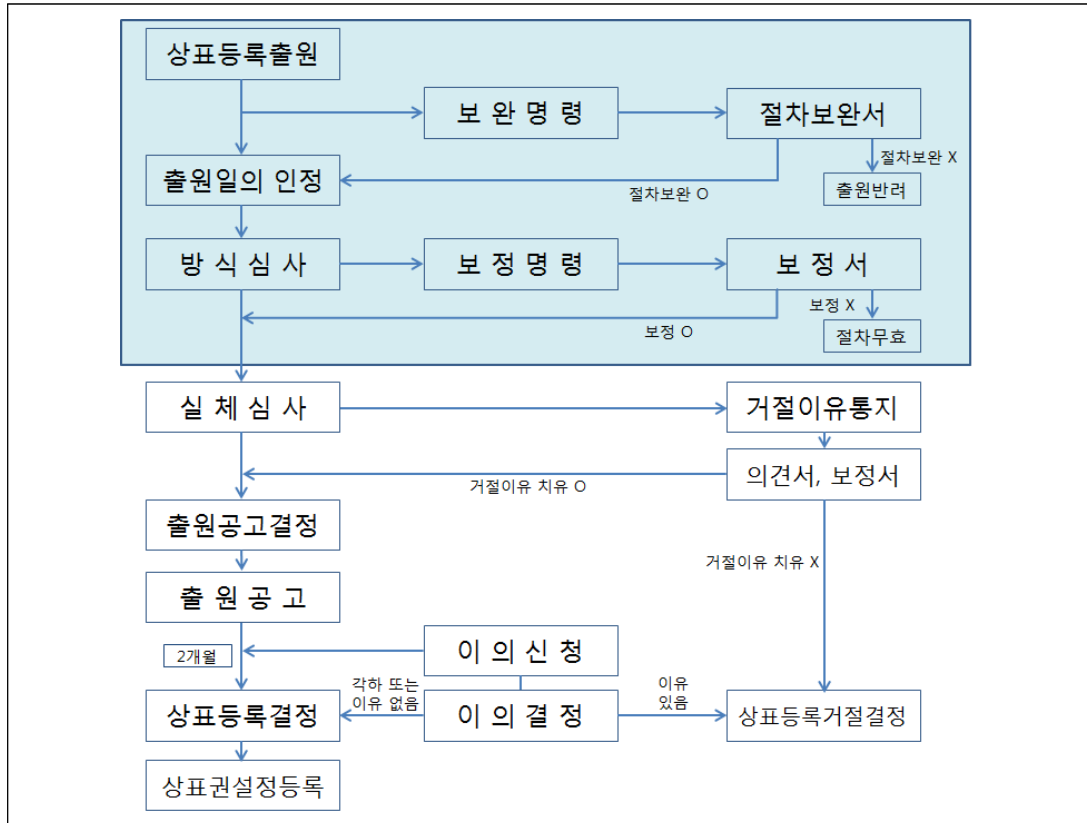 상표등록출원
보 완 명 령
절차보완서
절차보완 X
출원일의 인정
절차보완 O
출원반려
방 식 심 사
보 정 명 령
보 정 서
보정 X
보정 O
절차무효
실 체 심 사
거절이유통지
의견서, 보정서
거절이유 치유 O
출원공고결정
거절이유 치유 X
출 원 공 고
이 의 신 청
2개월
각하 또는
이유 없음
이유
있음
상표등록결정
이 의 결 정
상표등록거절결정
상표권설정등록